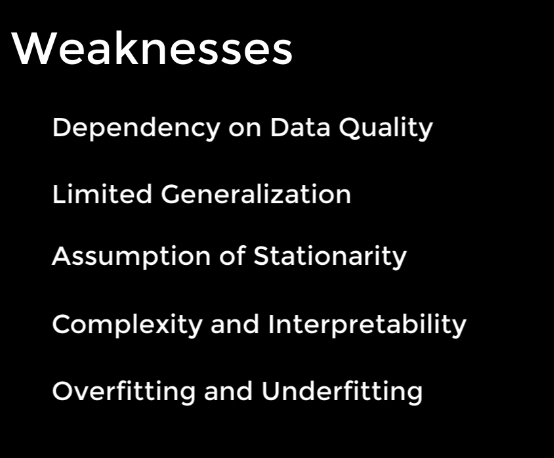 Weaknesses
Dependency on Data Quality
Limited Generalization
Assumption of Stationarity
Complexity and Interpretability
Overfitting and Underfitting